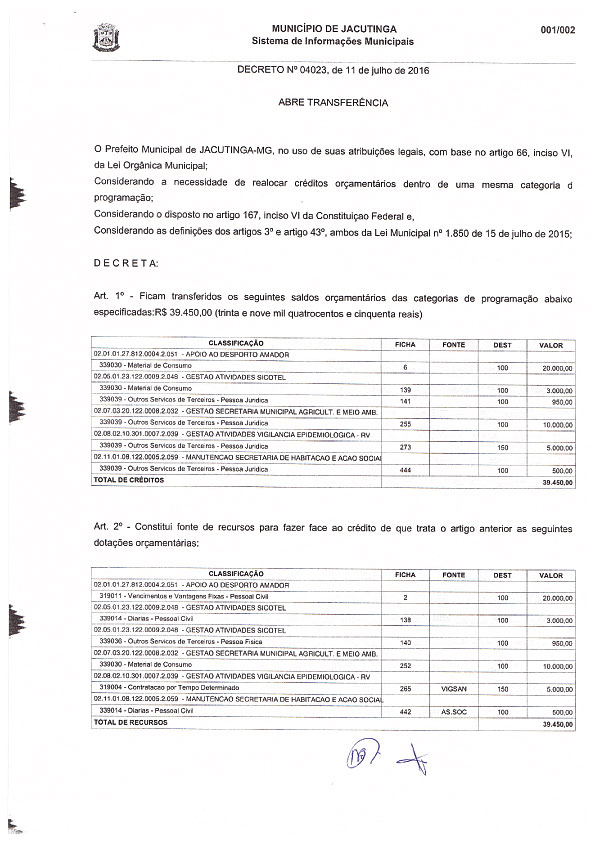 MUNICÍPIO DE JACUTINGA
001/002
Sistema de Informações Municipais
DECRETO Nº 04023, de 11 de julho de 2016
ABRE TRANSFERÊNCIA
O Prefeito Municipal de JACUTINGA-MG, no uso de suas atribuições legais, com base no artigo 66, inciso VI,
da Lei Orgânica Municipal;
Considerando a necessidade de realocar créditos orçamentários dentro de uma mesma categoria d
programação;
Considerando o disposto no artigo 167, inciso VI da Constituiçao Federal e,
Considerando as definições dos artigos 3º e artigo 43º, ambos da Lei Municipal nº 1.850 de 15 de julho de 2015;
D E C R E T A:
Art. 1º - Ficam transferidos os seguintes saldos orçamentários das categorias de programação abaixo
especificadas:R$ 39.450,00 (trinta e nove mil quatrocentos e cinquenta reais)
CLASSIFICAÇÃO FICHA FONTE DEST VALOR
02.01.01.27.812.0004.2.051 - APOIO AO DESPORTO AMADOR
339030 - Material de Consumo 6 100 20.000,00
02.05.01.23.122.0009.2.048 - GESTAO ATIVIDADES SICOTEL
339030 - Material de Consumo 139 100 3.000,00
339039 - Outros Servicos de Terceiros - Pessoa Juridica 141 100 950,00
02.07.03.20.122.0008.2.032 - GESTAO SECRETARIA MUNICIPAL AGRICULT. E MEIO AMB.
339039 - Outros Servicos de Terceiros - Pessoa Juridica 255 100 10.000,00
02.08.02.10.301.0007.2.039 - GESTAO ATIVIDADES VIGILANCIA EPIDEMIOLOGICA - RV
339039 - Outros Servicos de Terceiros - Pessoa Juridica 273 150 5.000,00
02.11.01.08.122.0005.2.059 - MANUTENCAO SECRETARIA DE HABITACAO E ACAO SOCIAL
339039 - Outros Servicos de Terceiros - Pessoa Juridica 444 100 500,00
TOTAL DE CRÉDITOS 39.450,00
Art. 2º - Constitui fonte de recursos para fazer face ao crédito de que trata o artigo anterior as seguintes
dotações orçamentárias:
CLASSIFICAÇÃO FICHA FONTE DEST VALOR
02.01.01.27.812.0004.2.051 - APOIO AO DESPORTO AMADOR
319011 - Vencimentos e Vantagens Fixas - Pessoal Civil 2 100 20.000,00
02.05.01.23.122.0009.2.048 - GESTAO ATIVIDADES SICOTEL
339014 - Diarias - Pessoal Civil 138 100 3.000,00
02.05.01.23.122.0009.2.048 - GESTAO ATIVIDADES SICOTEL
339036 - Outros Servicos de Terceiros - Pessoa Fisica 140 100 950,00
02.07.03.20.122.0008.2.032 - GESTAO SECRETARIA MUNICIPAL AGRICULT. E MEIO AMB.
339030 - Material de Consumo 252 100 10.000,00
02.08.02.10.301.0007.2.039 - GESTAO ATIVIDADES VIGILANCIA EPIDEMIOLOGICA - RV
319004 - Contratacao por Tempo Determinado 265 VIGSAN 150 5.000,00
02.11.01.08.122.0005.2.059 - MANUTENCAO SECRETARIA DE HABITACAO E ACAO SOCIAL
339014 - Diarias - Pessoal Civil 442 AS.SOC 100 500,00
TOTAL DE RECURSOS 39.450,00